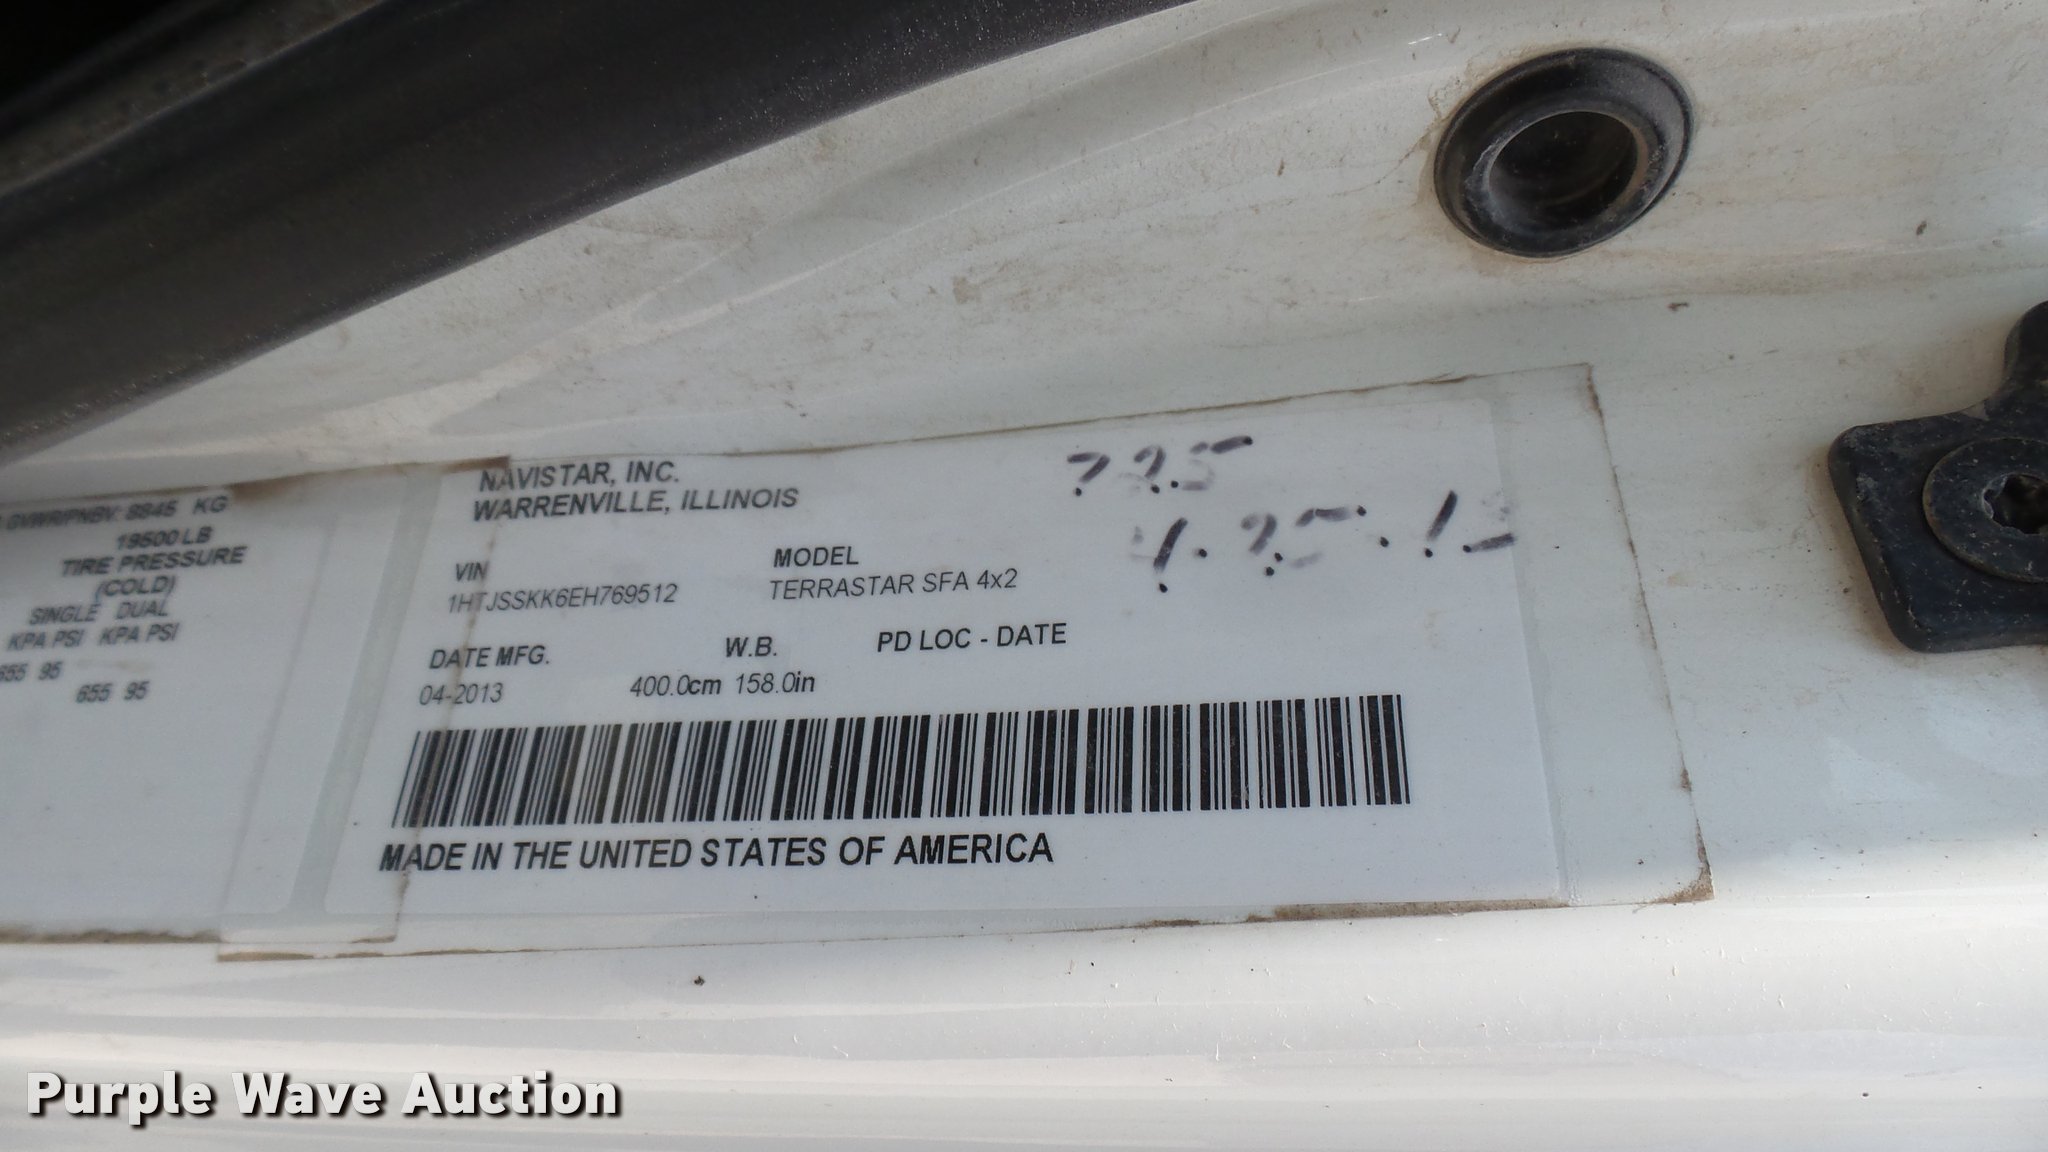 GVWR/PNBV: 8845 KG
19500 LB
TIRE PRESSURE
(COLD)
SINGLE DUAL
KPA PSI KPA PSI
655 95
655 95
NAVISTAR, INC.
WARRENVILLE, ILLINOIS
VIN
1HTJSSKK6EH769512
MODEL
TERRASTAR SFA 4x2
DATE MFG.
04-2013
W.B.
400.0cm 158.0in
PD LOC - DATE
MADE IN THE UNITED STATES OF AMERICA
Purple Wave Auction